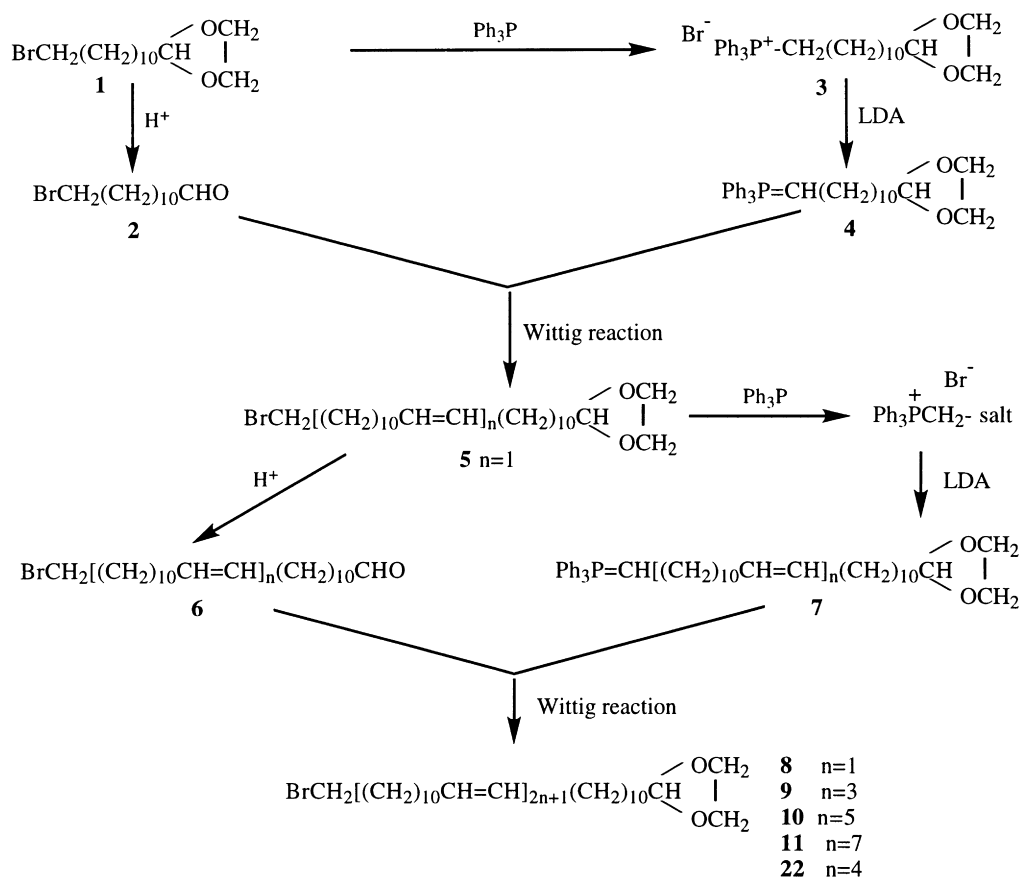 BrCH₂(CH₂)₁₀CH OCH₂ OCH₂
1
Ph₃P
Br⁻ Ph₃P⁺-CH₂(CH₂)₁₀CH OCH₂ OCH₂
3
H⁺
LDA
BrCH₂(CH₂)₁₀CHO
2
Ph₃P=CH(CH₂)₁₀CH OCH₂ OCH₂
4
Wittig reaction
BrCH₂[(CH₂)₁₀CH=CH]ₙ(CH₂)₁₀CH OCH₂ OCH₂
5 n=1
Ph₃P
Br⁻
Ph₃P⁺CH₂- salt
H⁺
LDA
BrCH₂[(CH₂)₁₀CH=CH]ₙ(CH₂)₁₀CHO
6
Ph₃P=CH[(CH₂)₁₀CH=CH]ₙ(CH₂)₁₀CH OCH₂ OCH₂
7
Wittig reaction
BrCH₂[(CH₂)₁₀CH=CH]₂ₙ₊₁(CH₂)₁₀CH OCH₂ OCH₂
8 n=1
9 n=3
10 n=5
11 n=7
22 n=4